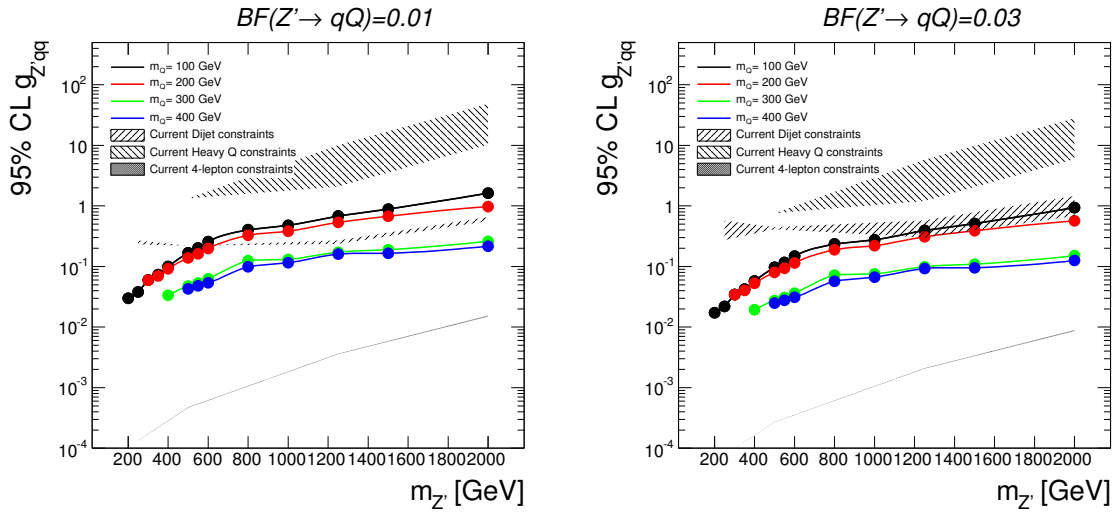 BF(Z'→ qQ)=0.01
95% CL g_Z'qq
10²
10
1
10⁻¹
10⁻²
10⁻³
10⁻⁴
m_Q= 100 GeV
m_Q= 200 GeV
m_Q= 300 GeV
m_Q= 400 GeV
Current Dijet constraints
Current Heavy Q constraints
Current 4-lepton constraints
200 400 600 800 1000 1200 1400 1600 1800 2000
m_Z' [GeV]
BF(Z'→ qQ)=0.03
95% CL g_Z'qq
10²
10
1
10⁻¹
10⁻²
10⁻³
10⁻⁴
m_Q= 100 GeV
m_Q= 200 GeV
m_Q= 300 GeV
m_Q= 400 GeV
Current Dijet constraints
Current Heavy Q constraints
Current 4-lepton constraints
200 400 600 800 1000 1200 1400 1600 1800 2000
m_Z' [GeV]